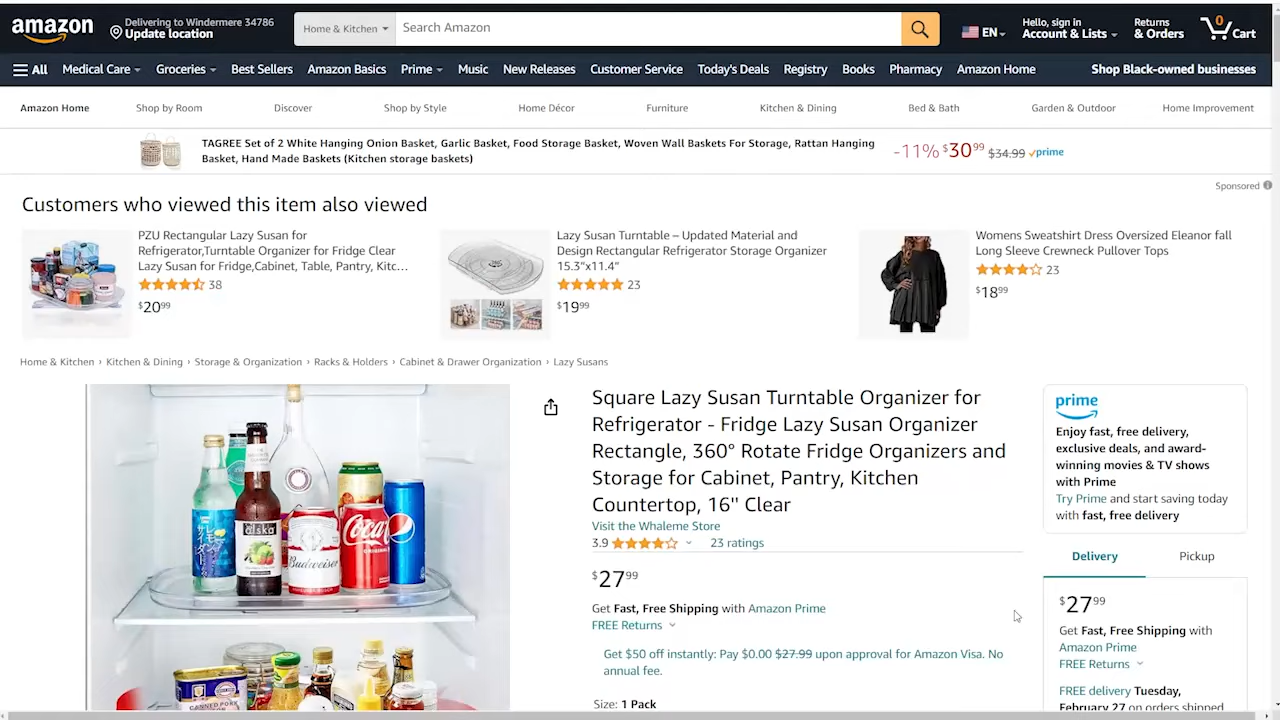 amazon
Delivering to Windermere 34786
Update location
Home & Kitchen
Search Amazon
EN
Hello, sign in
Account & Lists
Returns
& Orders
0
Cart
All
Medical Care
Groceries
Best Sellers
Amazon Basics
Prime
Music
New Releases
Customer Service
Today's Deals
Registry
Books
Pharmacy
Amazon Home
Shop Black-owned businesses
Amazon Home
Shop by Room
Discover
Shop by Style
Home Décor
Furniture
Kitchen & Dining
Bed & Bath
Garden & Outdoor
Home Improvement
TAGREE Set of 2 White Hanging Onion Basket, Garlic Basket, Food Storage Basket, Woven Wall Baskets For Storage, Rattan Hanging
Basket, Hand Made Baskets (Kitchen storage baskets)
-11% $30 99 $34.99 prime
Sponsored
Customers who viewed this item also viewed
PZU Rectangular Lazy Susan for
Refrigerator,Turntable Organizer for Fridge Clear
Lazy Susan for Fridge,Cabinet, Table, Pantry, Kitc…
38
$20 99
Lazy Susan Turntable – Updated Material and
Design Rectangular Refrigerator Storage Organizer
15.3"x11.4"
23
$19 99
Womens Sweatshirt Dress Oversized Eleanor fall
Long Sleeve Crewneck Pullover Tops
23
$18 99
Home & Kitchen › Kitchen & Dining › Storage & Organization › Racks & Holders › Cabinet & Drawer Organization › Lazy Susans
Square Lazy Susan Turntable Organizer for
Refrigerator - Fridge Lazy Susan Organizer
Rectangle, 360° Rotate Fridge Organizers and
Storage for Cabinet, Pantry, Kitchen
Countertop, 16'' Clear
Visit the Whaleme Store
3.9
23 ratings
$27 99
Get Fast, Free Shipping with Amazon Prime
FREE Returns
Get $50 off instantly: Pay $0.00 $27.99 upon approval for Amazon Visa. No
annual fee.
Size: 1 Pack
prime
Enjoy fast, free delivery,
exclusive deals, and award-
winning movies & TV shows
with Prime
Try Prime and start saving today
with fast, free delivery
Delivery
Pickup
$27 99
Get Fast, Free Shipping with
Amazon Prime
FREE Returns
FREE delivery Tuesday,
February 27 on orders shipped
Budweiser
Coca
ORIGINAL
CANNED PORK